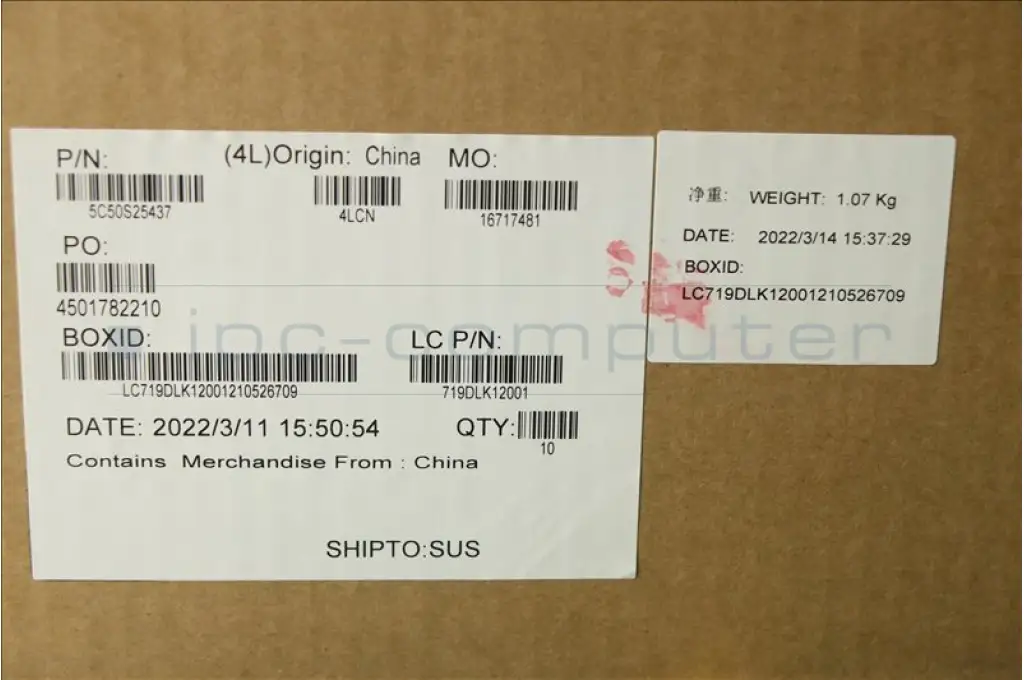 P/N: (4L)Origin: China MO:
5C50S25437 4LCN 16717481
PO:
4501782210
BOXID: LC P/N:
LC719DLK12001210526709 719DLK12001
DATE: 2022/3/11 15:50:54 QTY:
10
Contains Merchandise From : China
SHIPTO:SUS
净重: WEIGHT: 1.07 Kg
DATE: 2022/3/14 15:37:29
BOXID:
LC719DLK12001210526709
ipc-computer